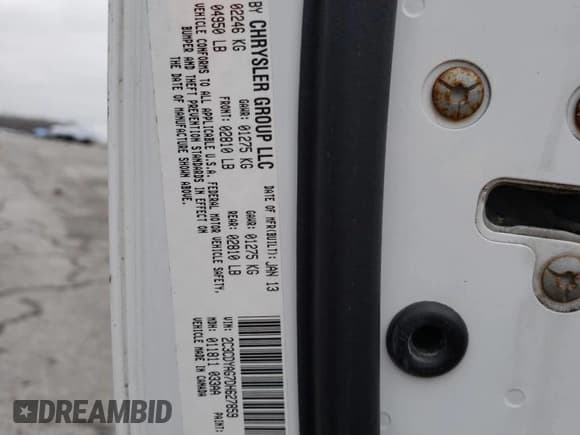 BY CHRYSLER GROUP LLC
DATE OF MFR(BUILT): JAN 13
02246 KG
04950 LB
GAWR: 01275 KG
FRONT: 02810 LB
GAWR: 01275 KG
REAR: 02810 LB
VEHICLE CONFORMS TO ALL APPLICABLE U.S.A. FEDERAL MOTOR VEHICLE SAFETY,
BUMPER AND THEFT PREVENTION STANDARDS IN EFFECT ON
THE DATE OF MANUFACTURE SHOWN ABOVE.
2C3CDYAG7DH627859
MDH: 011811 033AA
VEHICLE MADE IN CANADA
DREAMBID